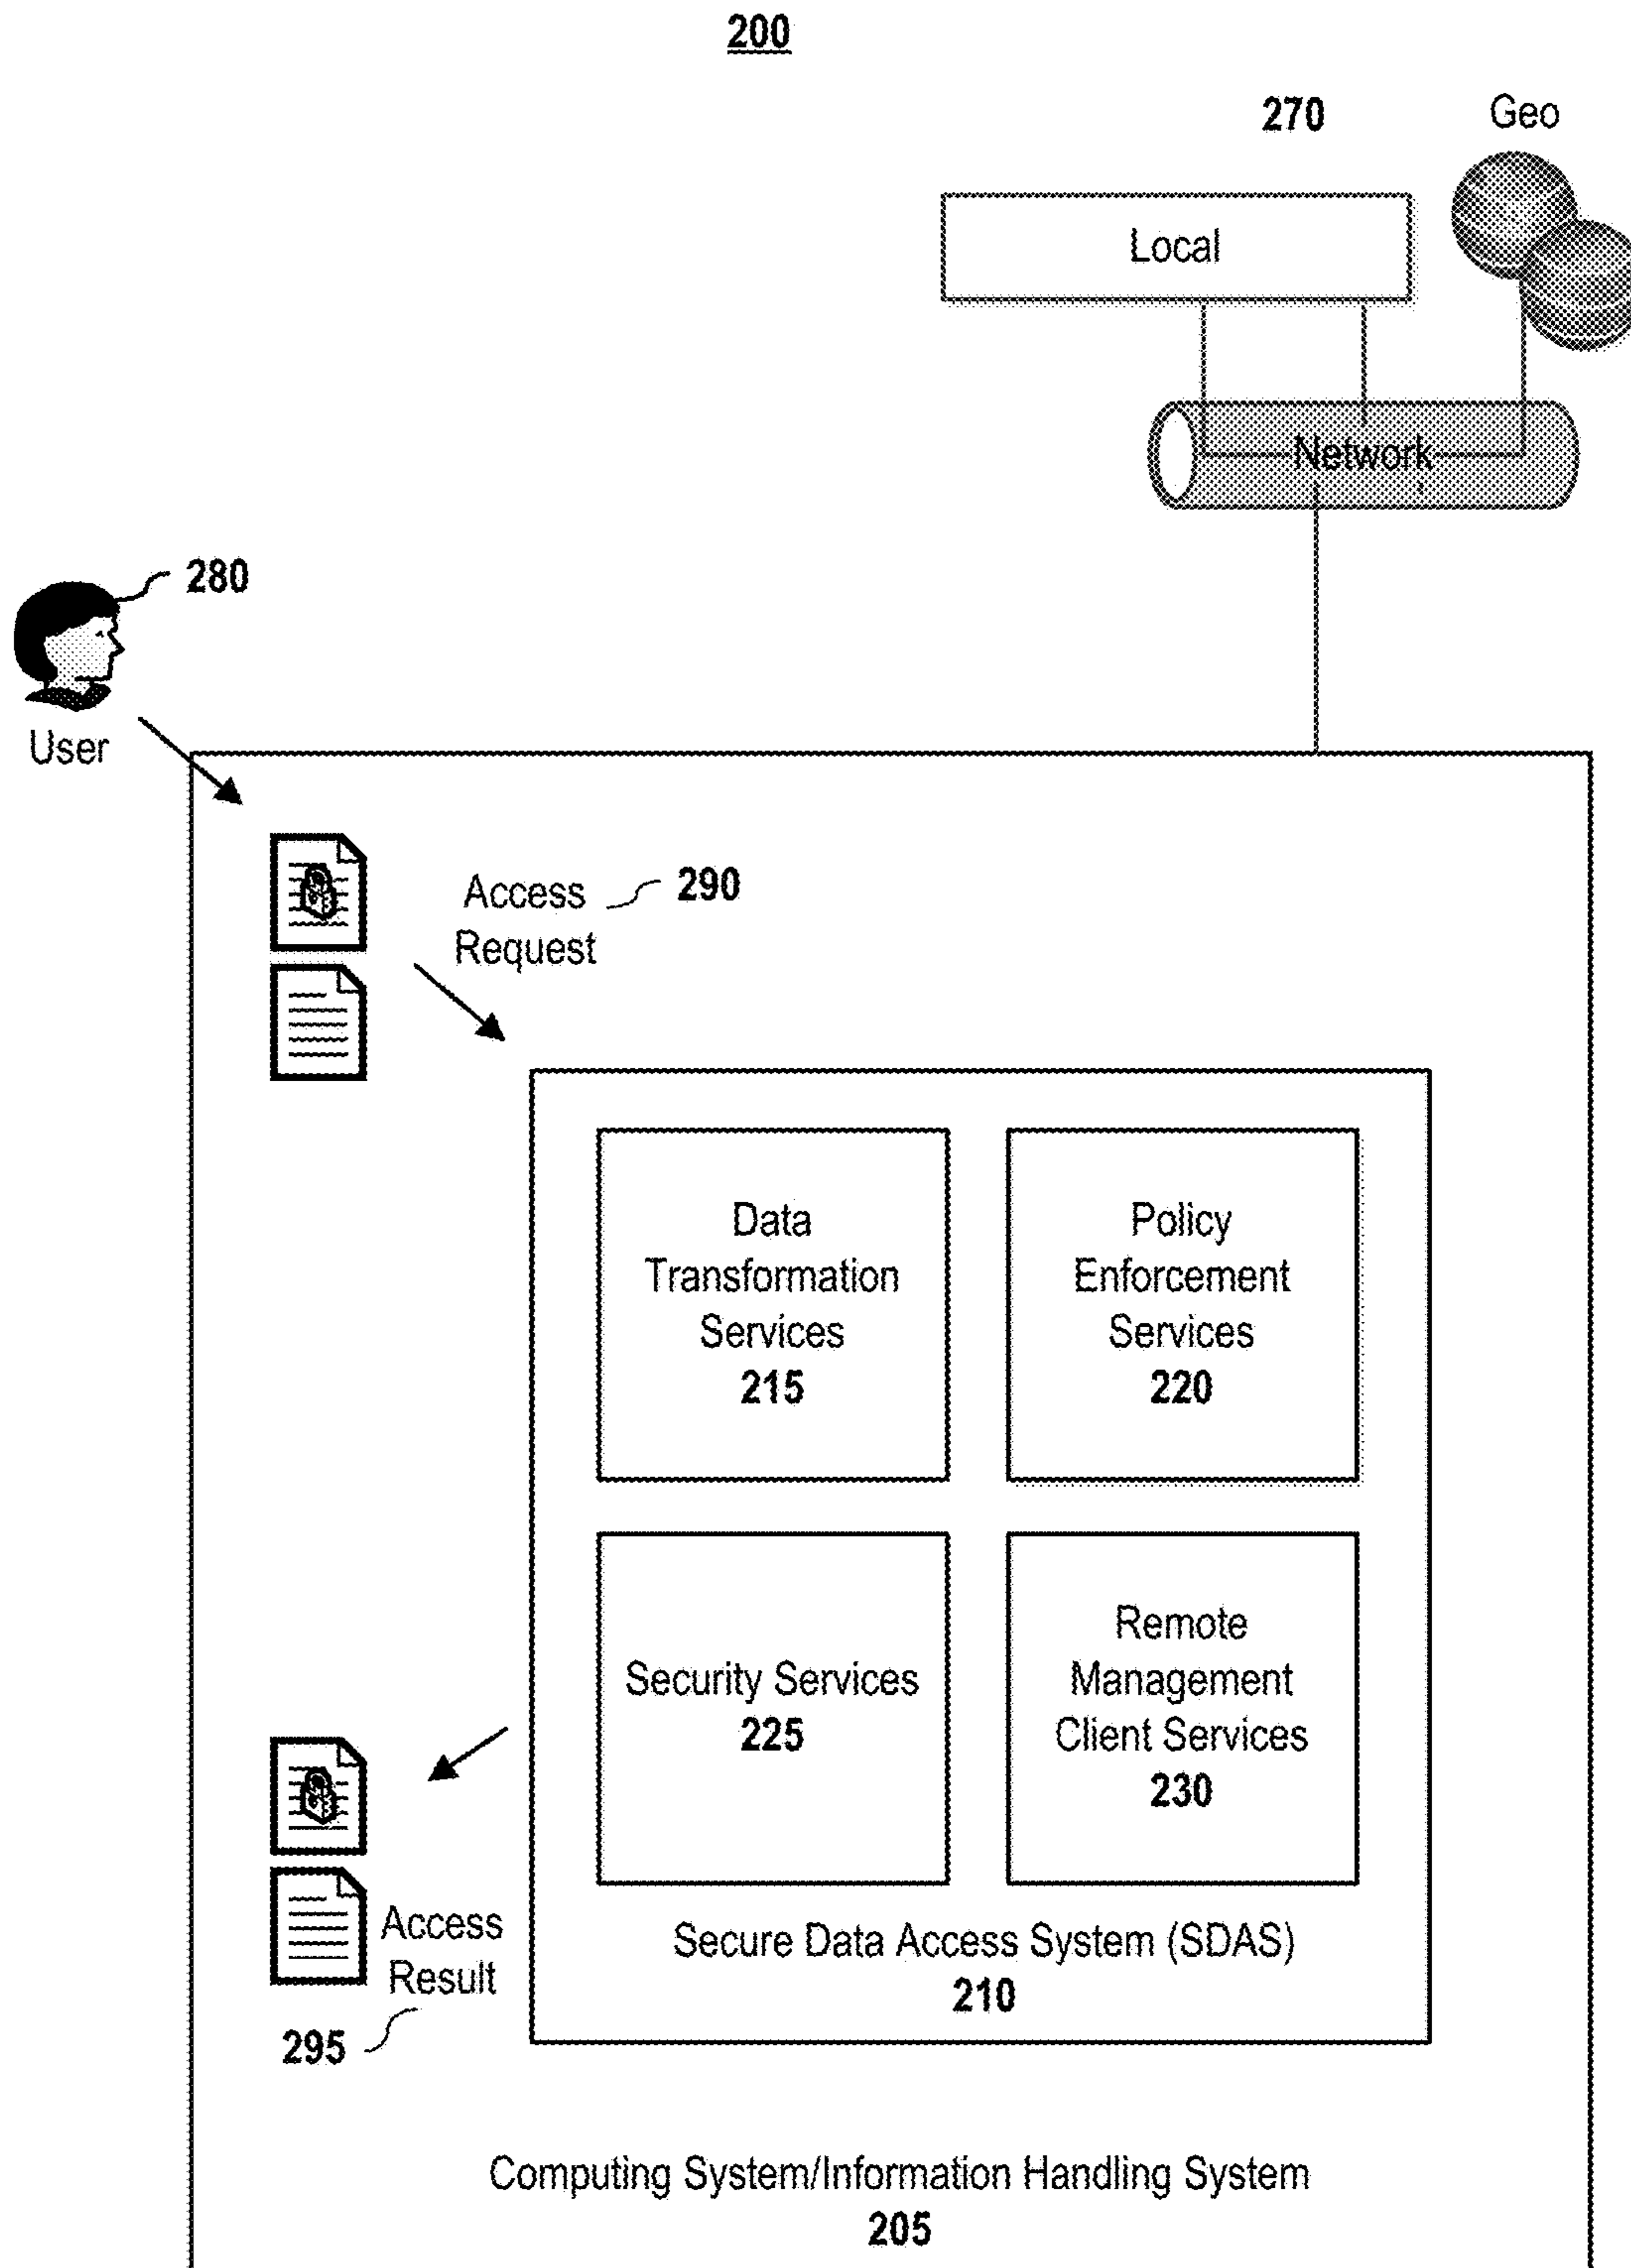 200
270
Geo
Local
Network
280
User
Access
290
Request
Data
Transformation
Services
215
Policy
Enforcement
Services
220
Security Services
225
Remote
Management
Client Services
230
Access
Result
295
Secure Data Access System (SDAS)
210
Computing System/Information Handling System
205